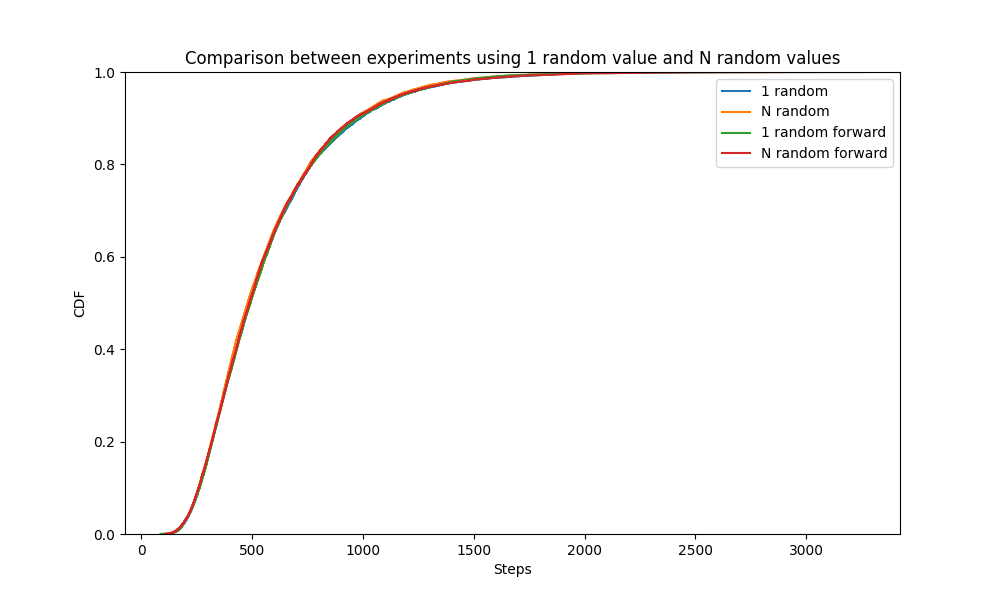 Comparison between experiments using 1 random value and N random values
1.0
0.8
0.6
0.4
0.2
0.0
CDF
0
500
1000
1500
2000
2500
3000
Steps
1 random
N random
1 random forward
N random forward